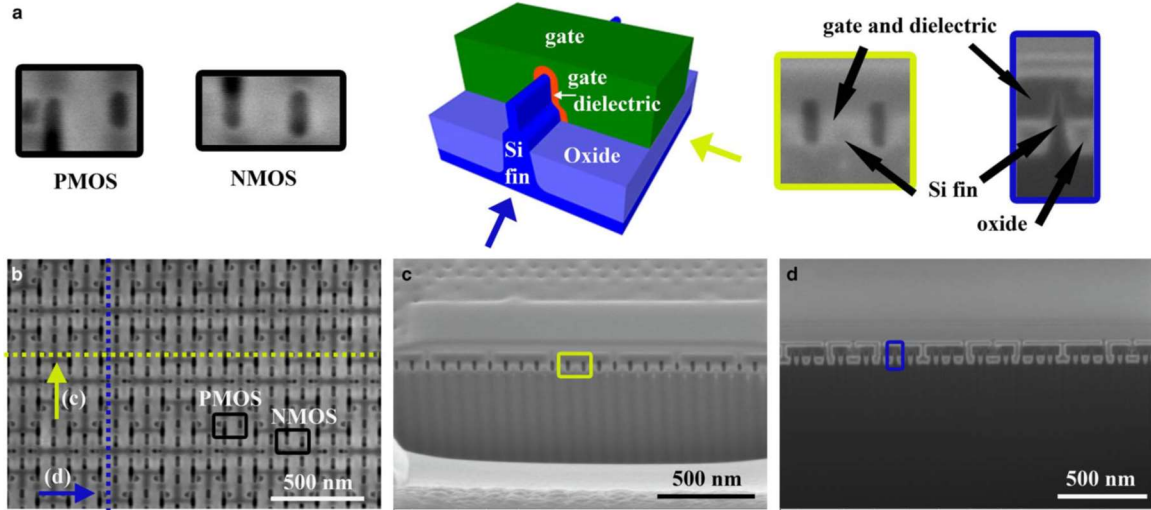 a
PMOS
NMOS
gate
gate
dielectric
Si
fin
Oxide
gate and dielectric
Si fin
oxide
b
(c)
PMOS
NMOS
(d)
500 nm
c
500 nm
d
500 nm